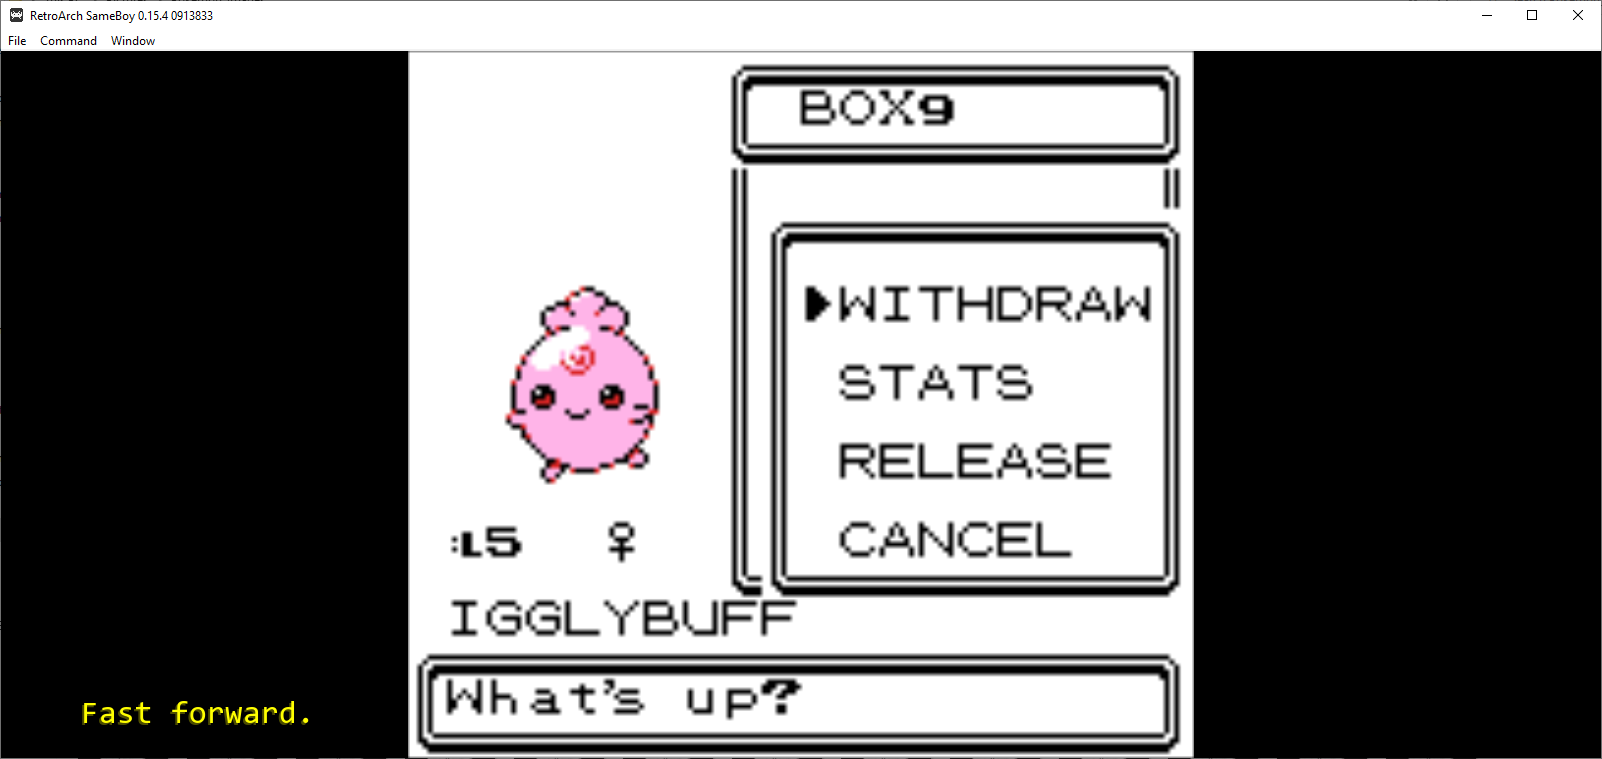 RetroArch SameBoy 0.15.4 0913833
File Command Window
BOX9
▶WITHDRAW
STATS
RELEASE
CANCEL
:L5 ♀
IGGLYBUFF
What's up?
Fast forward.